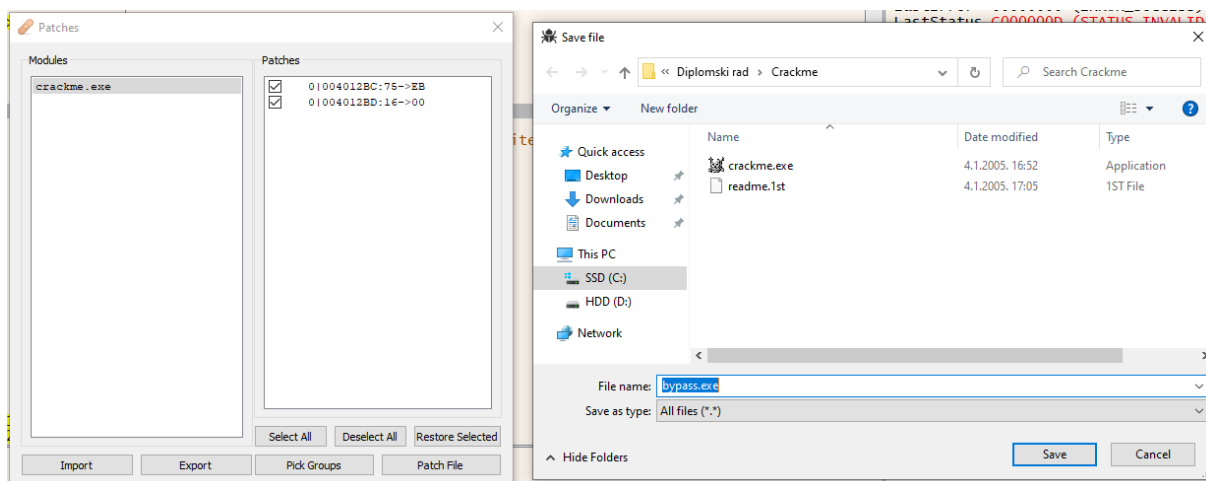 LastStatus C000000D (STATUS_INVALID
Patches
Modules
crackme.exe
Patches
0|004012BC:75->EB
0|004012BD:16->00
Select All
Deselect All
Restore Selected
Import
Export
Pick Groups
Patch File
ite
Save file
« Diplomski rad > Crackme
Search Crackme
Organize
New folder
Name
Date modified
Type
Quick access
Desktop
Downloads
Documents
This PC
SSD (C:)
HDD (D:)
Network
crackme.exe
4.1.2005. 16:52
Application
readme.1st
4.1.2005. 17:05
1ST File
File name:
bypass.exe
Save as type:
All files (*.*)
Hide Folders
Save
Cancel